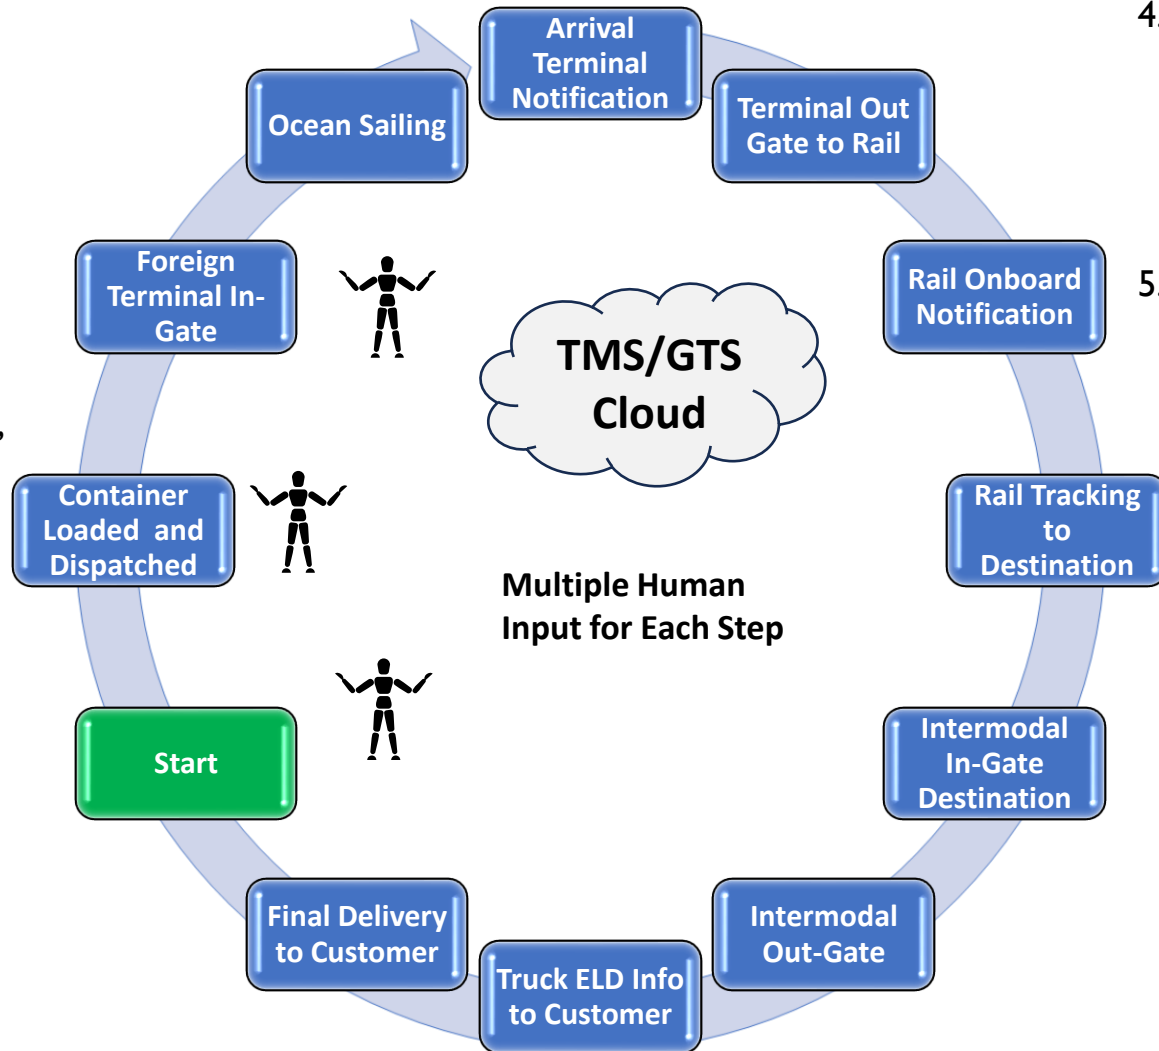 Arrival
Terminal
Notification
Terminal Out
Gate to Rail
Rail Onboard
Notification
Rail Tracking
to
Destination
Intermodal
In-Gate
Destination
Intermodal
Out-Gate
Truck ELD Info
to Customer
Final Delivery
to Customer
Start
Container
Loaded and
Dispatched
Foreign
Terminal In-
Gate
Ocean Sailing
TMS/GTS
Cloud
Multiple Human
Input for Each Step
4.
5.
,